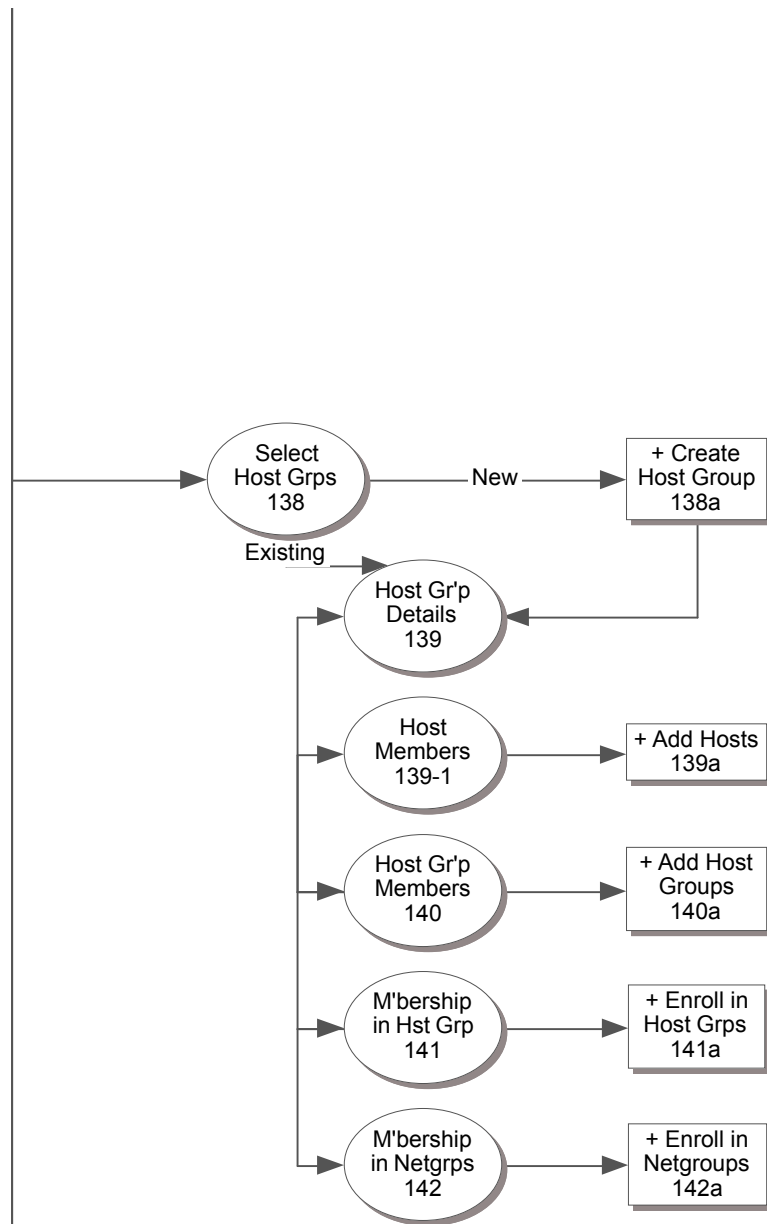 Select
Host Grps
138
New
+ Create
Host Group
138a
Existing
Host Gr'p
Details
139
Host
Members
139-1
+ Add Hosts
139a
Host Gr'p
Members
140
+ Add Host
Groups
140a
M'bership
in Hst Grp
141
+ Enroll in
Host Grps
141a
M'bership
in Netgrps
142
+ Enroll in
Netgroups
142a